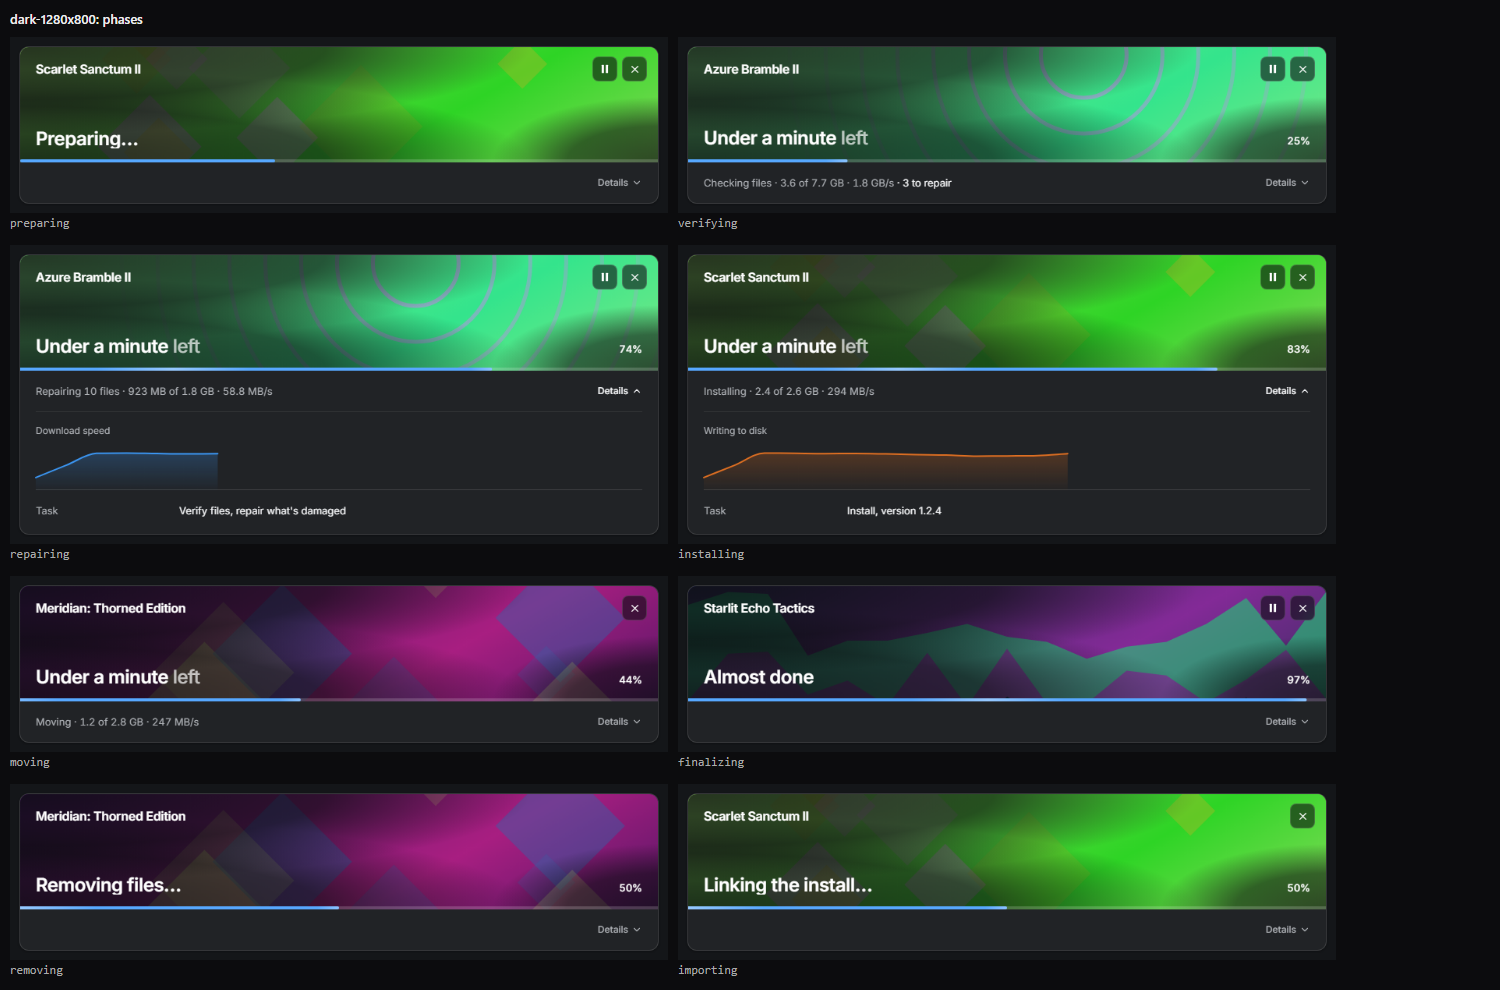 dark-1280x800: phases
Scarlet Sanctum II
Preparing...
Details
preparing
Azure Bramble II
Under a minute left
25%
Checking files · 3.6 of 7.7 GB · 1.8 GB/s · 3 to repair
Details
verifying
Azure Bramble II
Under a minute left
74%
Repairing 10 files · 923 MB of 1.8 GB · 58.8 MB/s
Details
Download speed
Task
Verify files, repair what's damaged
repairing
Scarlet Sanctum II
Under a minute left
83%
Installing · 2.4 of 2.6 GB · 294 MB/s
Details
Writing to disk
Task
Install, version 1.2.4
installing
Meridian: Thorned Edition
Under a minute left
44%
Moving · 1.2 of 2.8 GB · 247 MB/s
Details
moving
Starlit Echo Tactics
Almost done
97%
Details
finalizing
Meridian: Thorned Edition
Removing files...
50%
Details
removing
Scarlet Sanctum II
Linking the install...
50%
Details
importing